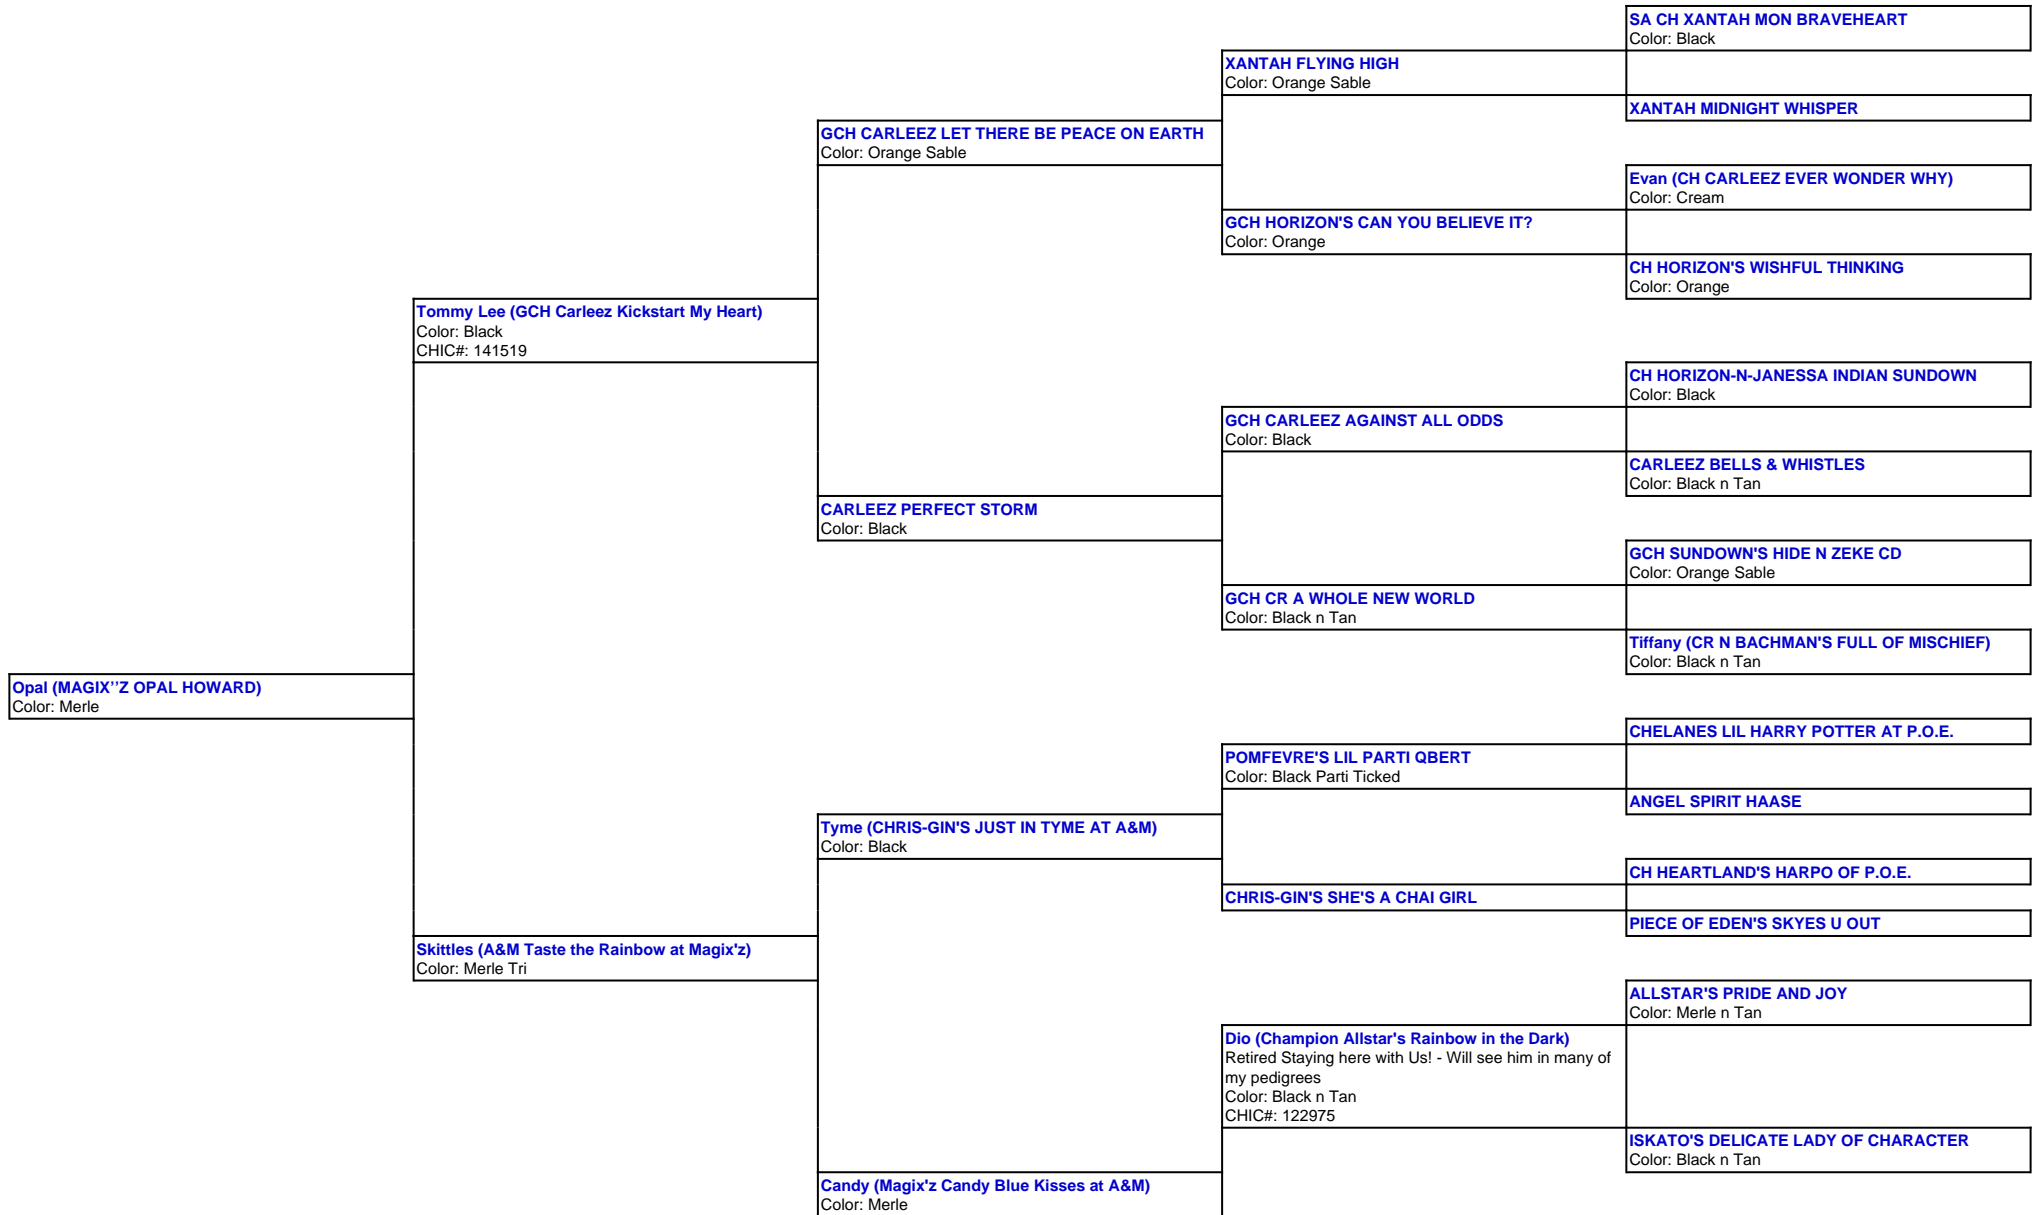 SA CH XANTAH MON BRAVEHEART
Color: Black
XANTAH FLYING HIGH
Color: Orange Sable
XANTAH MIDNIGHT WHISPER
GCH CARLEEZ LET THERE BE PEACE ON EARTH
Color: Orange Sable
Evan (CH CARLEEZ EVER WONDER WHY)
Color: Cream
GCH HORIZON'S CAN YOU BELIEVE IT?
Color: Orange
CH HORIZON'S WISHFUL THINKING
Color: Orange
Tommy Lee (GCH Carleez Kickstart My Heart)
Color: Black
CHIC#: 141519
CH HORIZON-N-JANESSA INDIAN SUNDOWN
Color: Black
GCH CARLEEZ AGAINST ALL ODDS
Color: Black
CARLEEZ BELLS & WHISTLES
Color: Black n Tan
CARLEEZ PERFECT STORM
Color: Black
GCH SUNDOWN'S HIDE N ZEKE CD
Color: Orange Sable
GCH CR A WHOLE NEW WORLD
Color: Black n Tan
Tiffany (CR N BACHMAN'S FULL OF MISCHIEF)
Color: Black n Tan
Opal (MAGIX''Z OPAL HOWARD)
Color: Merle
CHELANES LIL HARRY POTTER AT P.O.E.
POMFEVRE'S LIL PARTI QBERT
Color: Black Parti Ticked
ANGEL SPIRIT HAASE
Tyme (CHRIS-GIN'S JUST IN TYME AT A&M)
Color: Black
CH HEARTLAND'S HARPO OF P.O.E.
CHRIS-GIN'S SHE'S A CHAI GIRL
PIECE OF EDEN'S SKYES U OUT
Skittles (A&M Taste the Rainbow at Magix'z)
Color: Merle Tri
ALLSTAR'S PRIDE AND JOY
Color: Merle n Tan
Dio (Champion Allstar's Rainbow in the Dark)
Retired Staying here with Us! - Will see him in many of
my pedigrees
Color: Black n Tan
CHIC#: 122975
ISKATO'S DELICATE LADY OF CHARACTER
Color: Black n Tan
Candy (Magix'z Candy Blue Kisses at A&M)
Color: Merle